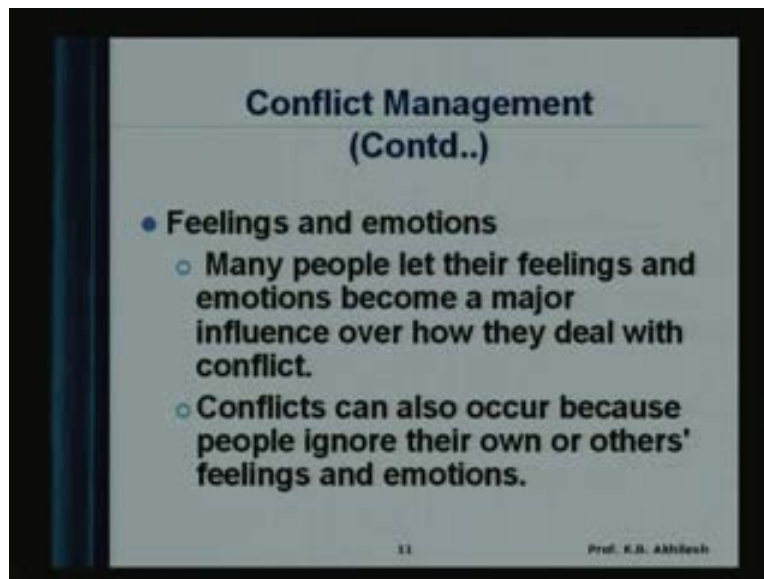 Conflict Management
(Contd..)
Feelings and emotions
Many people let their feelings and
emotions become a major
influence over how they deal with
conflict.
Conflicts can also occur because
people ignore their own or others'
feelings and emotions.
11
Prof. K.B. Akhilesh